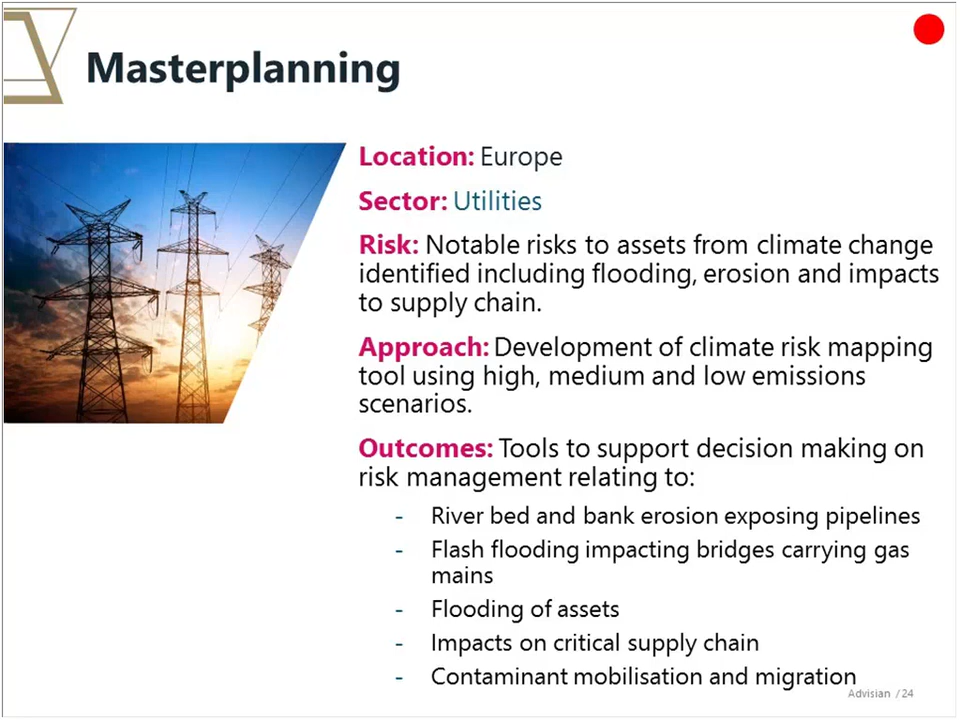 Masterplanning
Location: Europe
Sector: Utilities
Risk: Notable risks to assets from climate change
identified including flooding, erosion and impacts
to supply chain.
Approach: Development of climate risk mapping
tool using high, medium and low emissions
scenarios.
Outcomes: Tools to support decision making on
risk management relating to:
- River bed and bank erosion exposing pipelines
- Flash flooding impacting bridges carrying gas
mains
- Flooding of assets
- Impacts on critical supply chain
- Contaminant mobilisation and migration
Advisian / 24